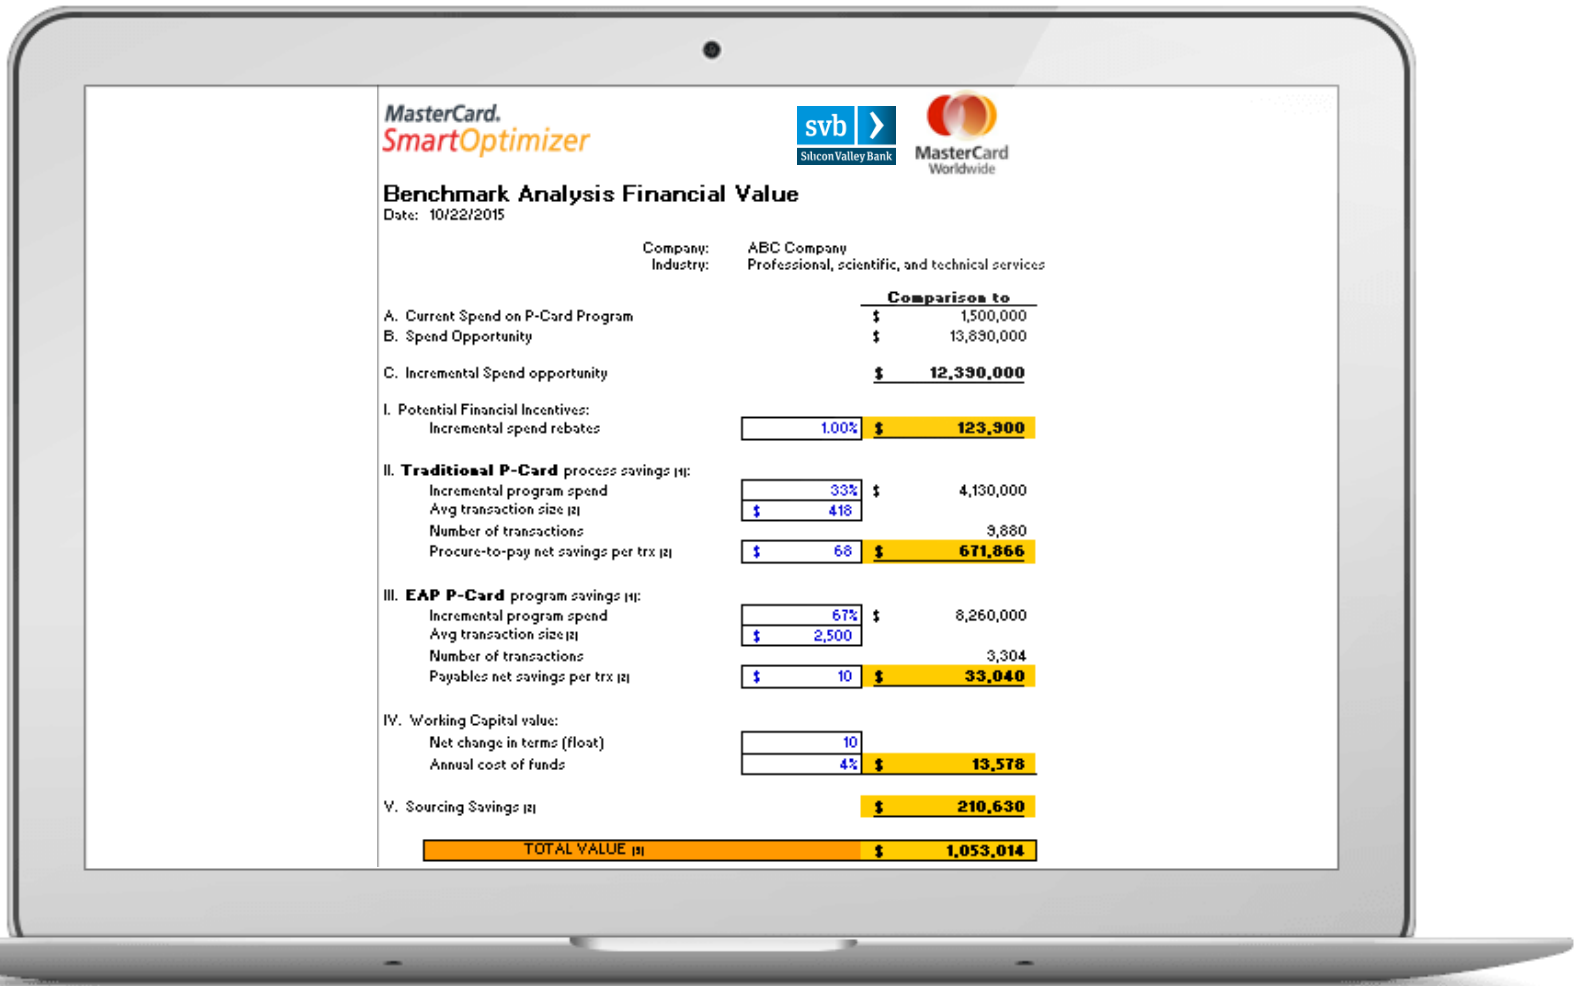 MasterCard.
SmartOptimizer
svb
Silicon Valley Bank
MasterCard
Worldwide
Benchmark Analysis Financial Value
Date: 10/22/2015
Company: ABC Company
Industry: Professional, scientific, and technical services
Comparison to
A. Current Spend on P-Card Program $ 1,500,000
B. Spend Opportunity $ 13,890,000
C. Incremental Spend opportunity $ 12,390,000
I. Potential Financial Incentives:
Incremental spend rebates 1.00% $ 123,900
II. Traditional P-Card process savings [1]:
Incremental program spend 33% $ 4,130,000
Avg transaction size [2] $ 418
Number of transactions 9,880
Procure-to-pay net savings per trx [2] $ 68 $ 671,866
III. EAP P-Card program savings [1]:
Incremental program spend 67% $ 8,260,000
Avg transaction size [2] $ 2,500
Number of transactions 3,304
Payables net savings per trx [2] $ 10 $ 33,040
IV. Working Capital value:
Net change in terms (float) 10
Annual cost of funds 4% $ 13,578
V. Sourcing Savings [2] $ 210,630
TOTAL VALUE [3] $ 1,053,014